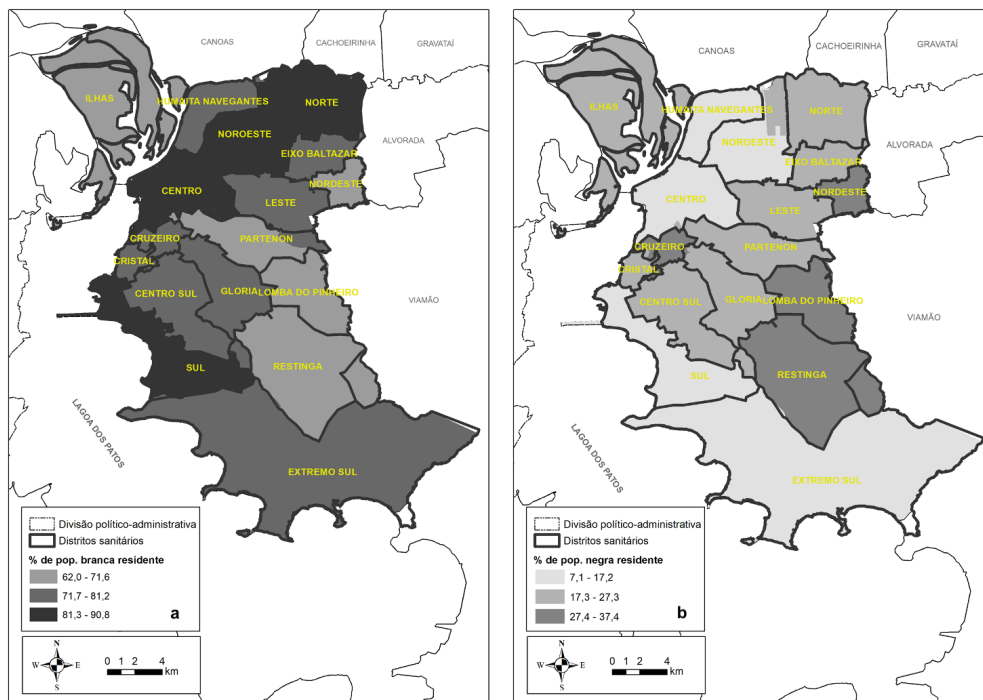 CANOAS
CACHOEIRINHA
GRAVATAÍ
ILHAS
HUMAITA NAVEGANTES
NORTE
NOROESTE
ALVORADA
EIXO BALTAZAR
NORDESTE
CENTRO
LESTE
CRUZEIRO
PARTENON
CRISTAL
CENTRO SUL
GLORIA
LOMBA DO PINHEIRO
VIAMÃO
SUL
RESTINGA
LAGOA DOS PATOS
EXTREMO SUL
Divisão político-administrativa
Distritos sanitários
% de pop. branca residente
62,0 - 71,6
71,7 - 81,2
81,3 - 90,8
a
N
W E
S
0 1 2 4
km
CANOAS
CACHOEIRINHA
GRAVATAÍ
ILHAS
HUMAITA NAVEGANTES
NORTE
NOROESTE
ALVORADA
EIXO BALTAZAR
NORDESTE
CENTRO
LESTE
CRUZEIRO
PARTENON
CRISTAL
CENTRO SUL
GLORIA
LOMBA DO PINHEIRO
VIAMÃO
SUL
RESTINGA
LAGOA DOS PATOS
EXTREMO SUL
Divisão político-administrativa
Distritos sanitários
% de pop. negra residente
7,1 - 17,2
17,3 - 27,3
27,4 - 37,4
b
N
W E
S
0 1 2 4
km